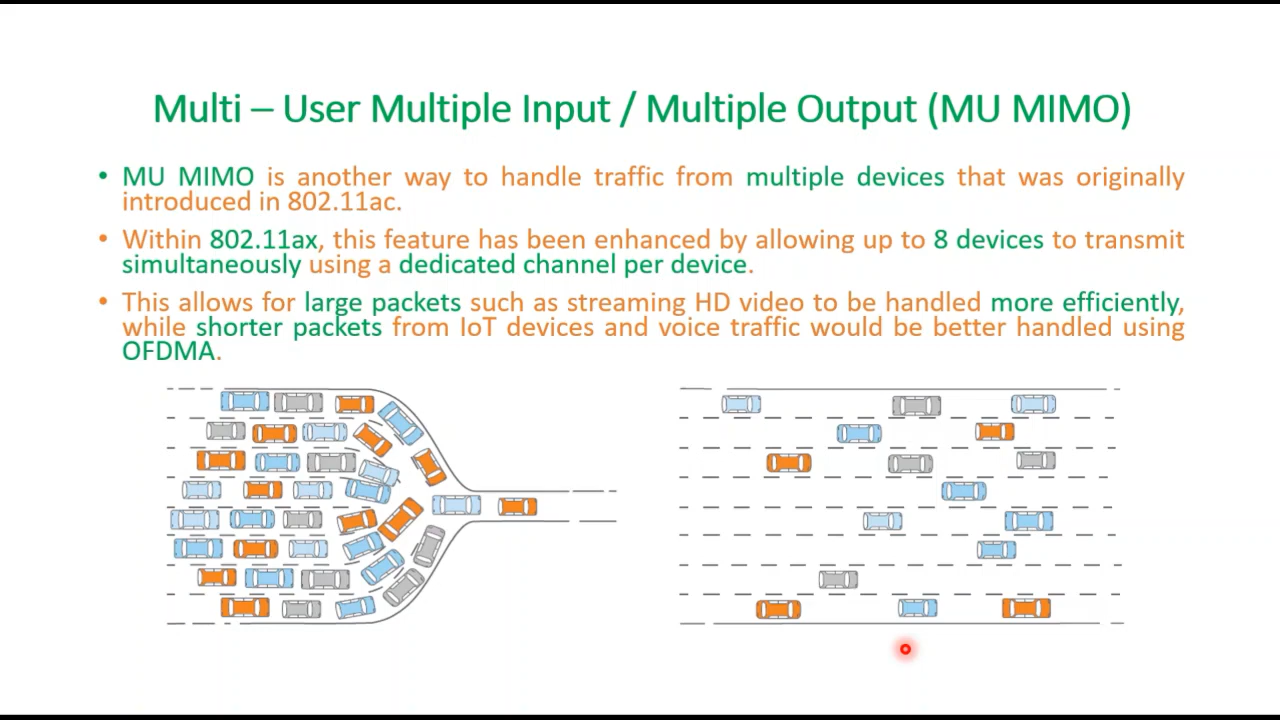 Multi – User Multiple Input / Multiple Output (MU MIMO)
• MU MIMO is another way to handle traffic from multiple devices that was originally
introduced in 802.11ac.
• Within 802.11ax, this feature has been enhanced by allowing up to 8 devices to transmit
simultaneously using a dedicated channel per device.
• This allows for large packets such as streaming HD video to be handled more efficiently,
while shorter packets from IoT devices and voice traffic would be better handled using
OFDMA.